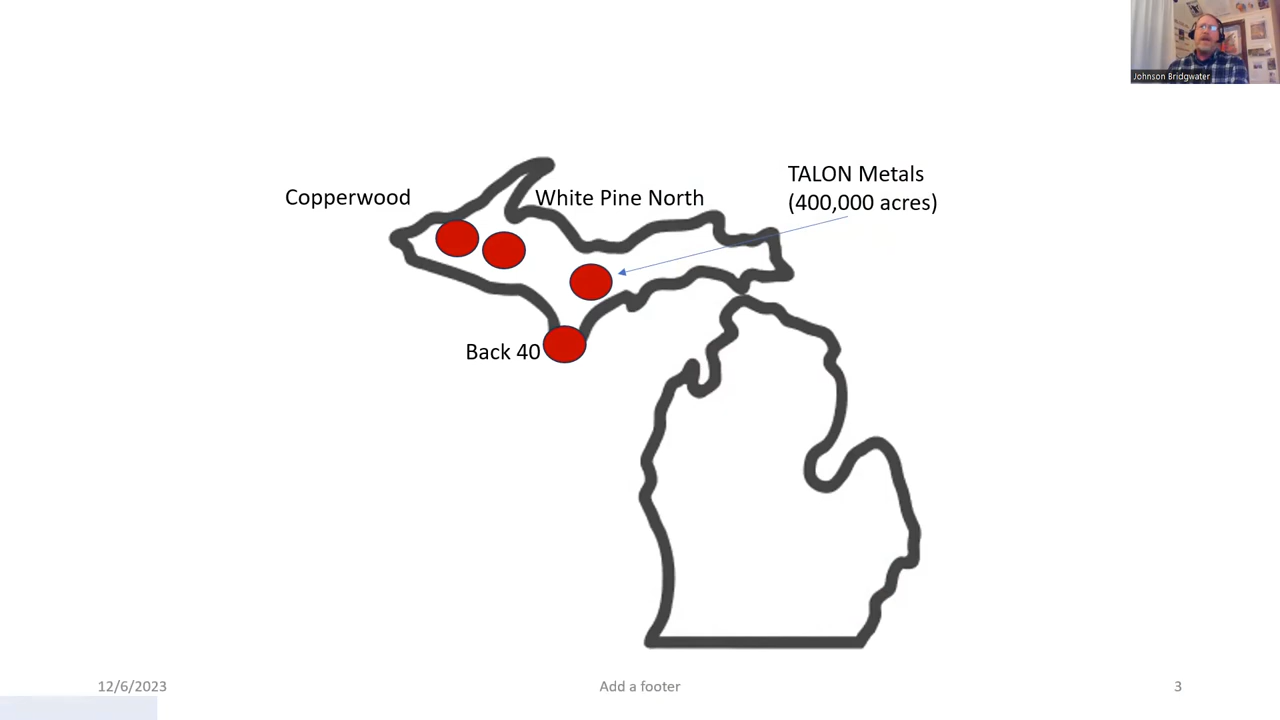 Johnson Bridgwater
TALON Metals
(400,000 acres)
Copperwood
White Pine North
Back 40
12/6/2023
Add a footer
3